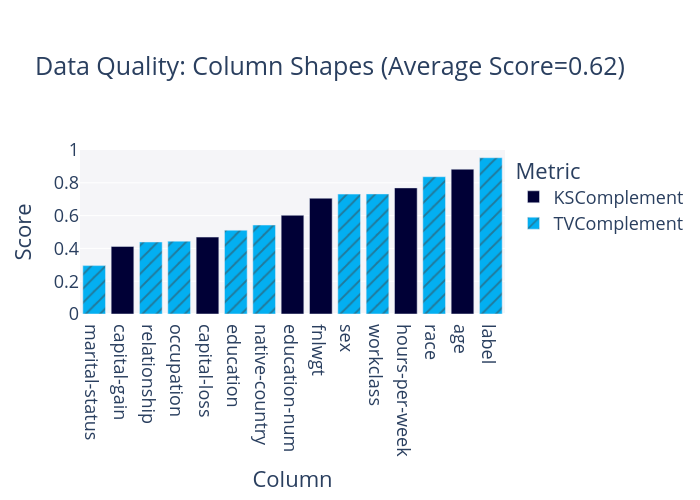 Data Quality: Column Shapes (Average Score=0.62)
Metric
KSComplement
TVComplement
Score
1
0.8
0.6
0.4
0.2
0
marital-status
capital-gain
relationship
occupation
capital-loss
education
native-country
education-num
fnlwgt
sex
workclass
hours-per-week
race
age
label
Column